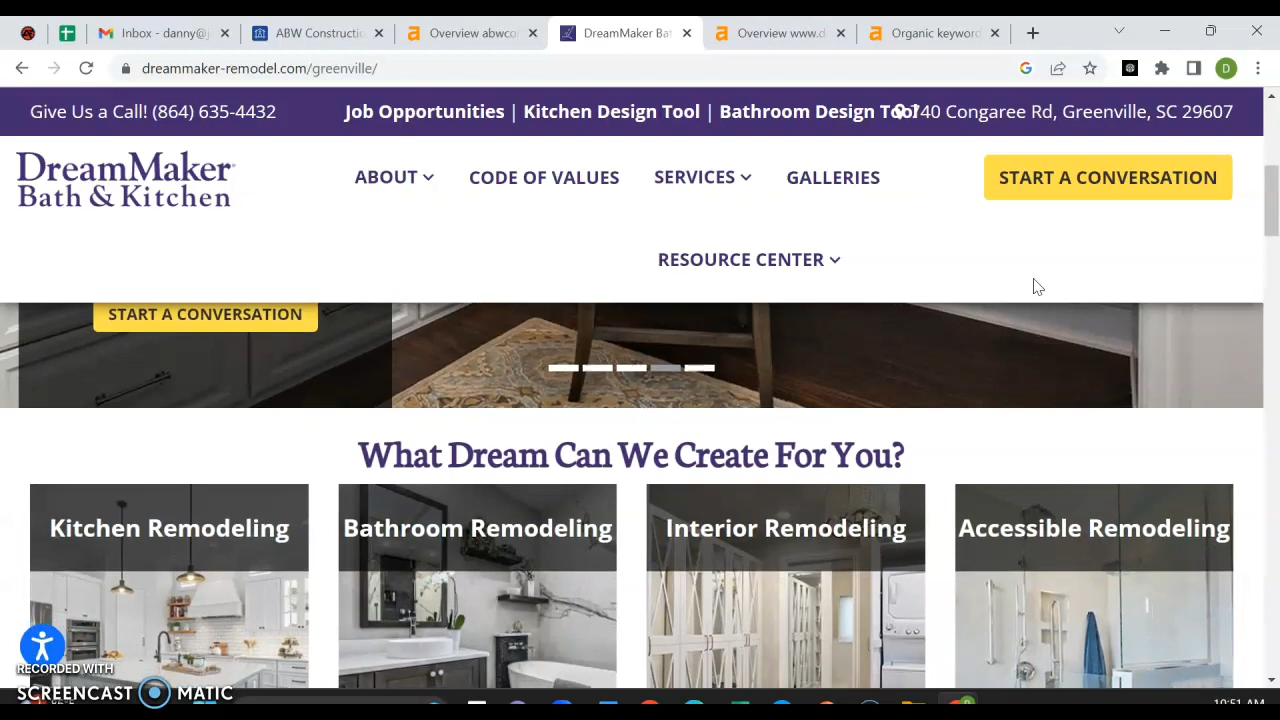 Inbox - danny@j
ABW Constructio
Overview abwco
DreamMaker Bat
Overview www.d
Organic keyword
dreammaker-remodel.com/greenville/
D
Give Us a Call! (864) 635-4432
Job Opportunities | Kitchen Design Tool | Bathroom Design Tool
740 Congaree Rd, Greenville, SC 29607
DreamMaker
Bath & Kitchen
ABOUT
CODE OF VALUES
SERVICES
GALLERIES
START A CONVERSATION
RESOURCE CENTER
START A CONVERSATION
What Dream Can We Create For You?
Kitchen Remodeling
Bathroom Remodeling
Interior Remodeling
Accessible Remodeling
RECORDED WITH
SCREENCAST MATIC
10:51 AM